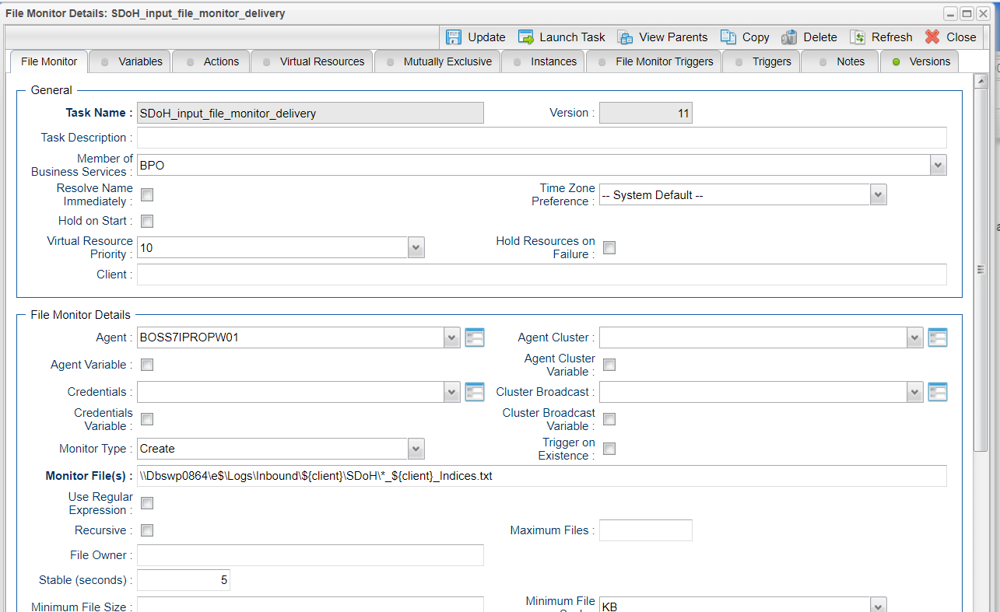 File Monitor Details: SDoH_input_file_monitor_delivery
Update Launch Task View Parents Copy Delete Refresh Close
File Monitor Variables Actions Virtual Resources Mutually Exclusive Instances File Monitor Triggers Triggers Notes Versions
General
Task Name : SDoH_input_file_monitor_delivery Version : 11
Task Description :
Member of
Business Services : BPO
Resolve Name
Immediately :
Time Zone
Preference : -- System Default --
Hold on Start :
Virtual Resource
Priority : 10
Hold Resources on
Failure :
Client :
File Monitor Details
Agent : BOSS7IPROPW01 Agent Cluster :
Agent Variable :
Agent Cluster
Variable :
Credentials : Cluster Broadcast :
Credentials
Variable :
Cluster Broadcast
Variable :
Monitor Type : Create
Trigger on
Existence :
Monitor File(s) : \\Dbswp0864\e$\Logs\Inbound\${client}\SDoH\*_${client}_Indices.txt
Use Regular
Expression :
Recursive : Maximum Files :
File Owner :
Stable (seconds) : 5
Minimum File Size :
Minimum File
KB